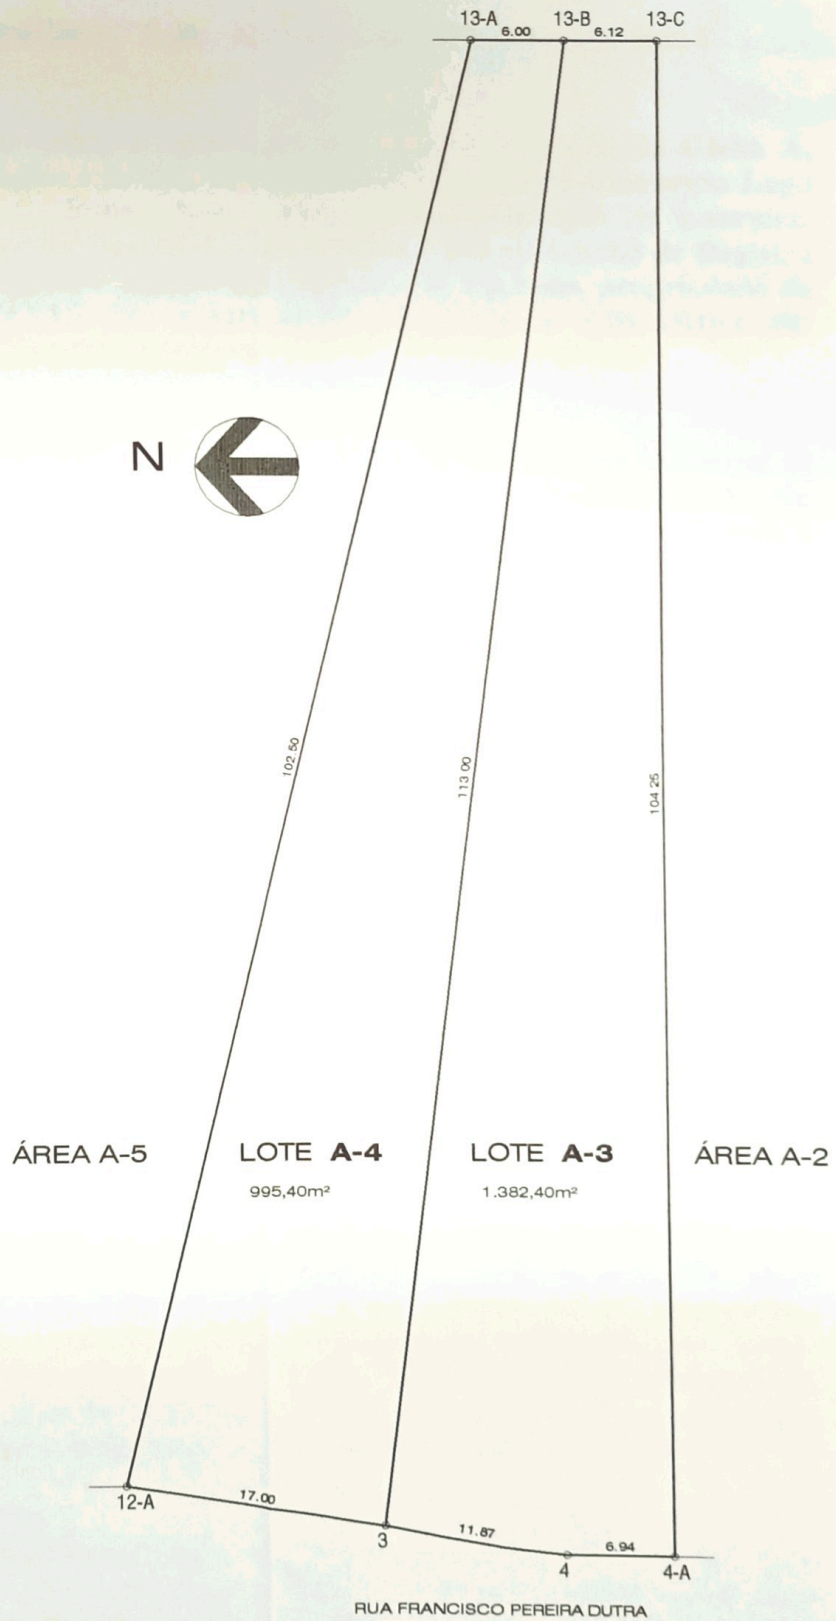 13-A 13-B 13-C
6.00 6.12
N
102.50
113.00
104.25
ÁREA A-5 LOTE A-4 LOTE A-3 ÁREA A-2
995,40m² 1.382,40m²
12-A
17.00
3
11.87
6.94
4
4-A
RUA FRANCISCO PEREIRA DUTRA